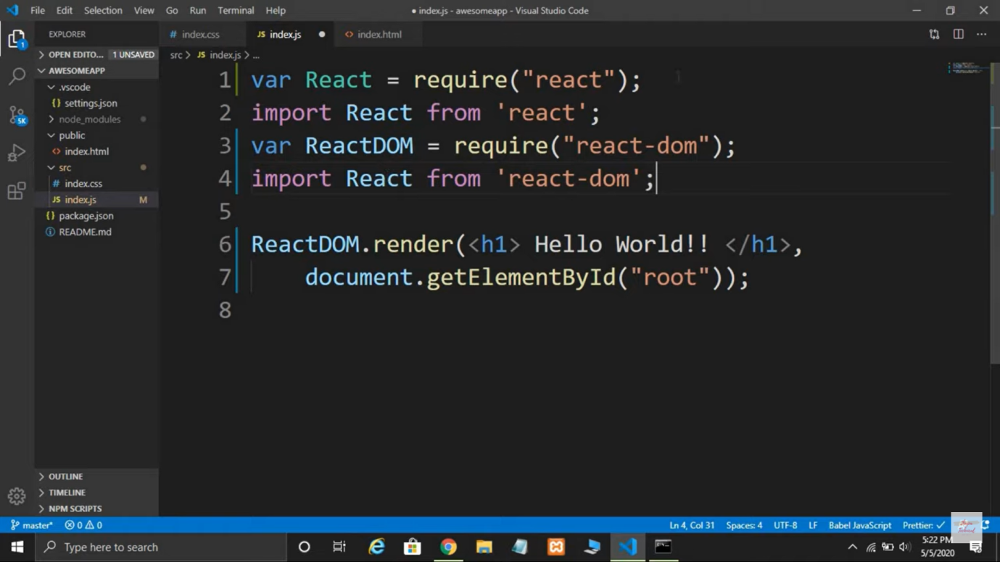 File Edit Selection View Go Run Terminal Help
● index.js - awesomeapp - Visual Studio Code
EXPLORER
OPEN EDITO... 1 UNSAVED
AWESOMEAPP
.vscode
{} settings.json
node_modules
public
<> index.html
src
# index.css
JS index.js M
{} package.json
README.md
OUTLINE
TIMELINE
NPM SCRIPTS
1
5K
# index.css JS index.js ● <> index.html
src > JS index.js > ...
1 var React = require("react");
2 import React from 'react';
3 var ReactDOM = require("react-dom");
4 import React from 'react-dom';
5
6 ReactDOM.render(<h1> Hello World!! </h1>,
7 document.getElementById("root"));
8
master* 0 0 Ln 4, Col 31 Spaces: 4 UTF-8 LF Babel JavaScript Prettier: ✓
Type here to search
5:22 PM
5/5/2020